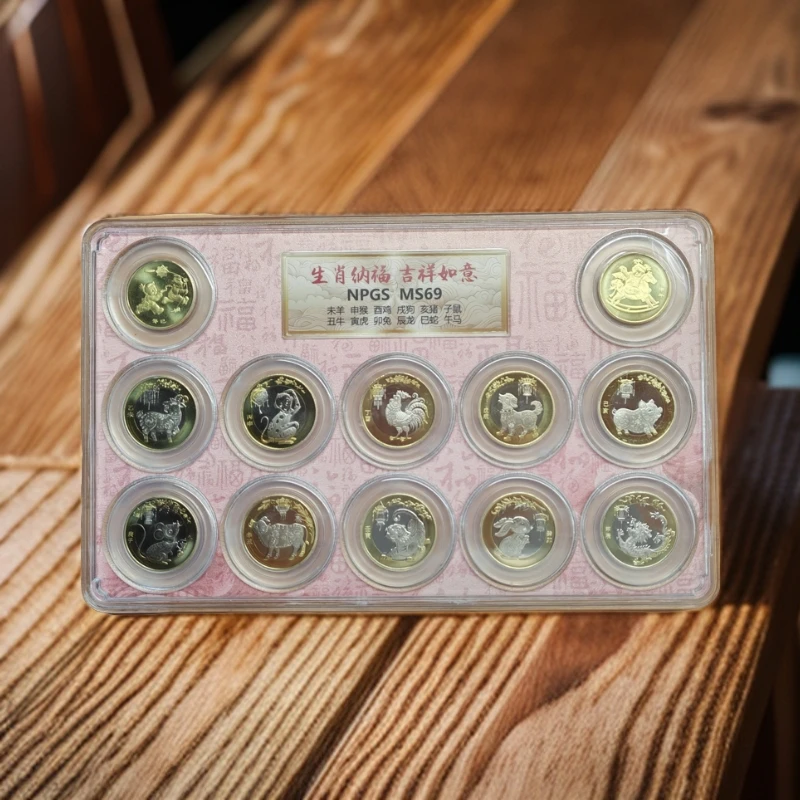 生肖纳福 吉祥如意
NPGS MS69
未羊 申猴 酉鸡 戌狗 亥猪 子鼠
丑牛 寅虎 卯兔 辰龙 巳蛇 午马